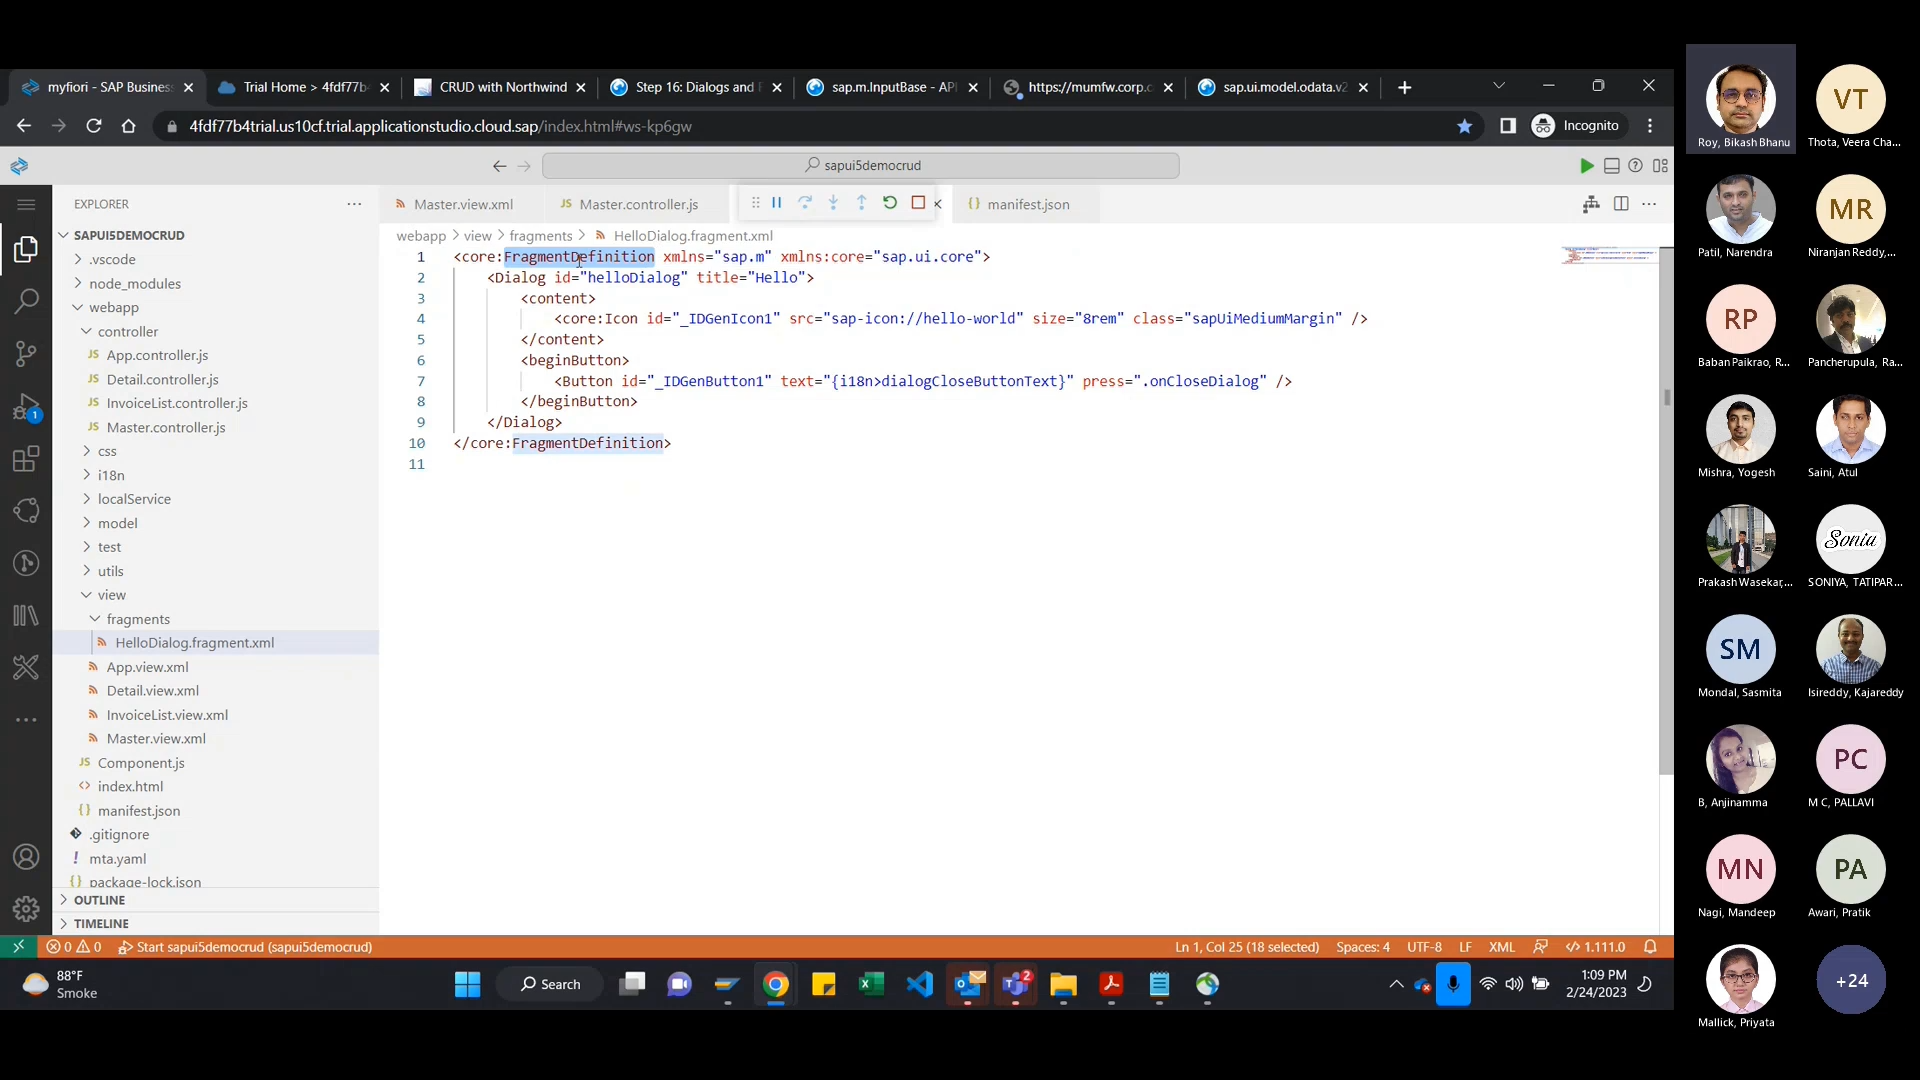 myfiori - SAP Business
Trial Home > 4fdf77b
CRUD with Northwind
Step 16: Dialogs and F
sap.m.InputBase - API
https://mumfw.corp.c
sap.ui.model.odata.v2
4fdf77b4trial.us10cf.trial.applicationstudio.cloud.sap/index.html#ws-kp6gw
Incognito
sapui5democrud
EXPLORER
Master.view.xml
JS Master.controller.js
{} manifest.json
webapp > view > fragments > HelloDialog.fragment.xml
SAPUI5DEMOCRUD
.vscode
node_modules
webapp
controller
JS App.controller.js
JS Detail.controller.js
JS InvoiceList.controller.js
JS Master.controller.js
css
i18n
localService
model
test
utils
view
fragments
HelloDialog.fragment.xml
App.view.xml
Detail.view.xml
InvoiceList.view.xml
Master.view.xml
JS Component.js
<> index.html
{} manifest.json
.gitignore
! mta.yaml
{} package-lock.json
OUTLINE
TIMELINE
1
1 <core:FragmentDefinition xmlns="sap.m" xmlns:core="sap.ui.core">
2 <Dialog id="helloDialog" title="Hello">
3 <content>
4 <core:Icon id="_IDGenIcon1" src="sap-icon://hello-world" size="8rem" class="sapUiMediumMargin" />
5 </content>
6 <beginButton>
7 <Button id="_IDGenButton1" text="{i18n>dialogCloseButtonText}" press=".onCloseDialog" />
8 </beginButton>
9 </Dialog>
10 </core:FragmentDefinition>
11
0 0 Start sapui5democrud (sapui5democrud)
Ln 1, Col 25 (18 selected) Spaces: 4 UTF-8 LF XML </> 1.111.0
88°F
Smoke
Search
2
1:09 PM
2/24/2023
Roy, Bikash Bhanu
VT
Thota, Veera Cha...
Patil, Narendra
MR
Niranjan Reddy,...
RP
Baban Paikrao, R...
Pancherupula, Ra...
Mishra, Yogesh
Saini, Atul
Prakash Wasekar,...
Sonia
SONIYA, TATIPAR...
SM
Mondal, Sasmita
Isireddy, Kajareddy
B, Anjinamma
PC
M C, PALLAVI
MN
Nagi, Mandeep
PA
Awari, Pratik
Mallick, Priyata
+24